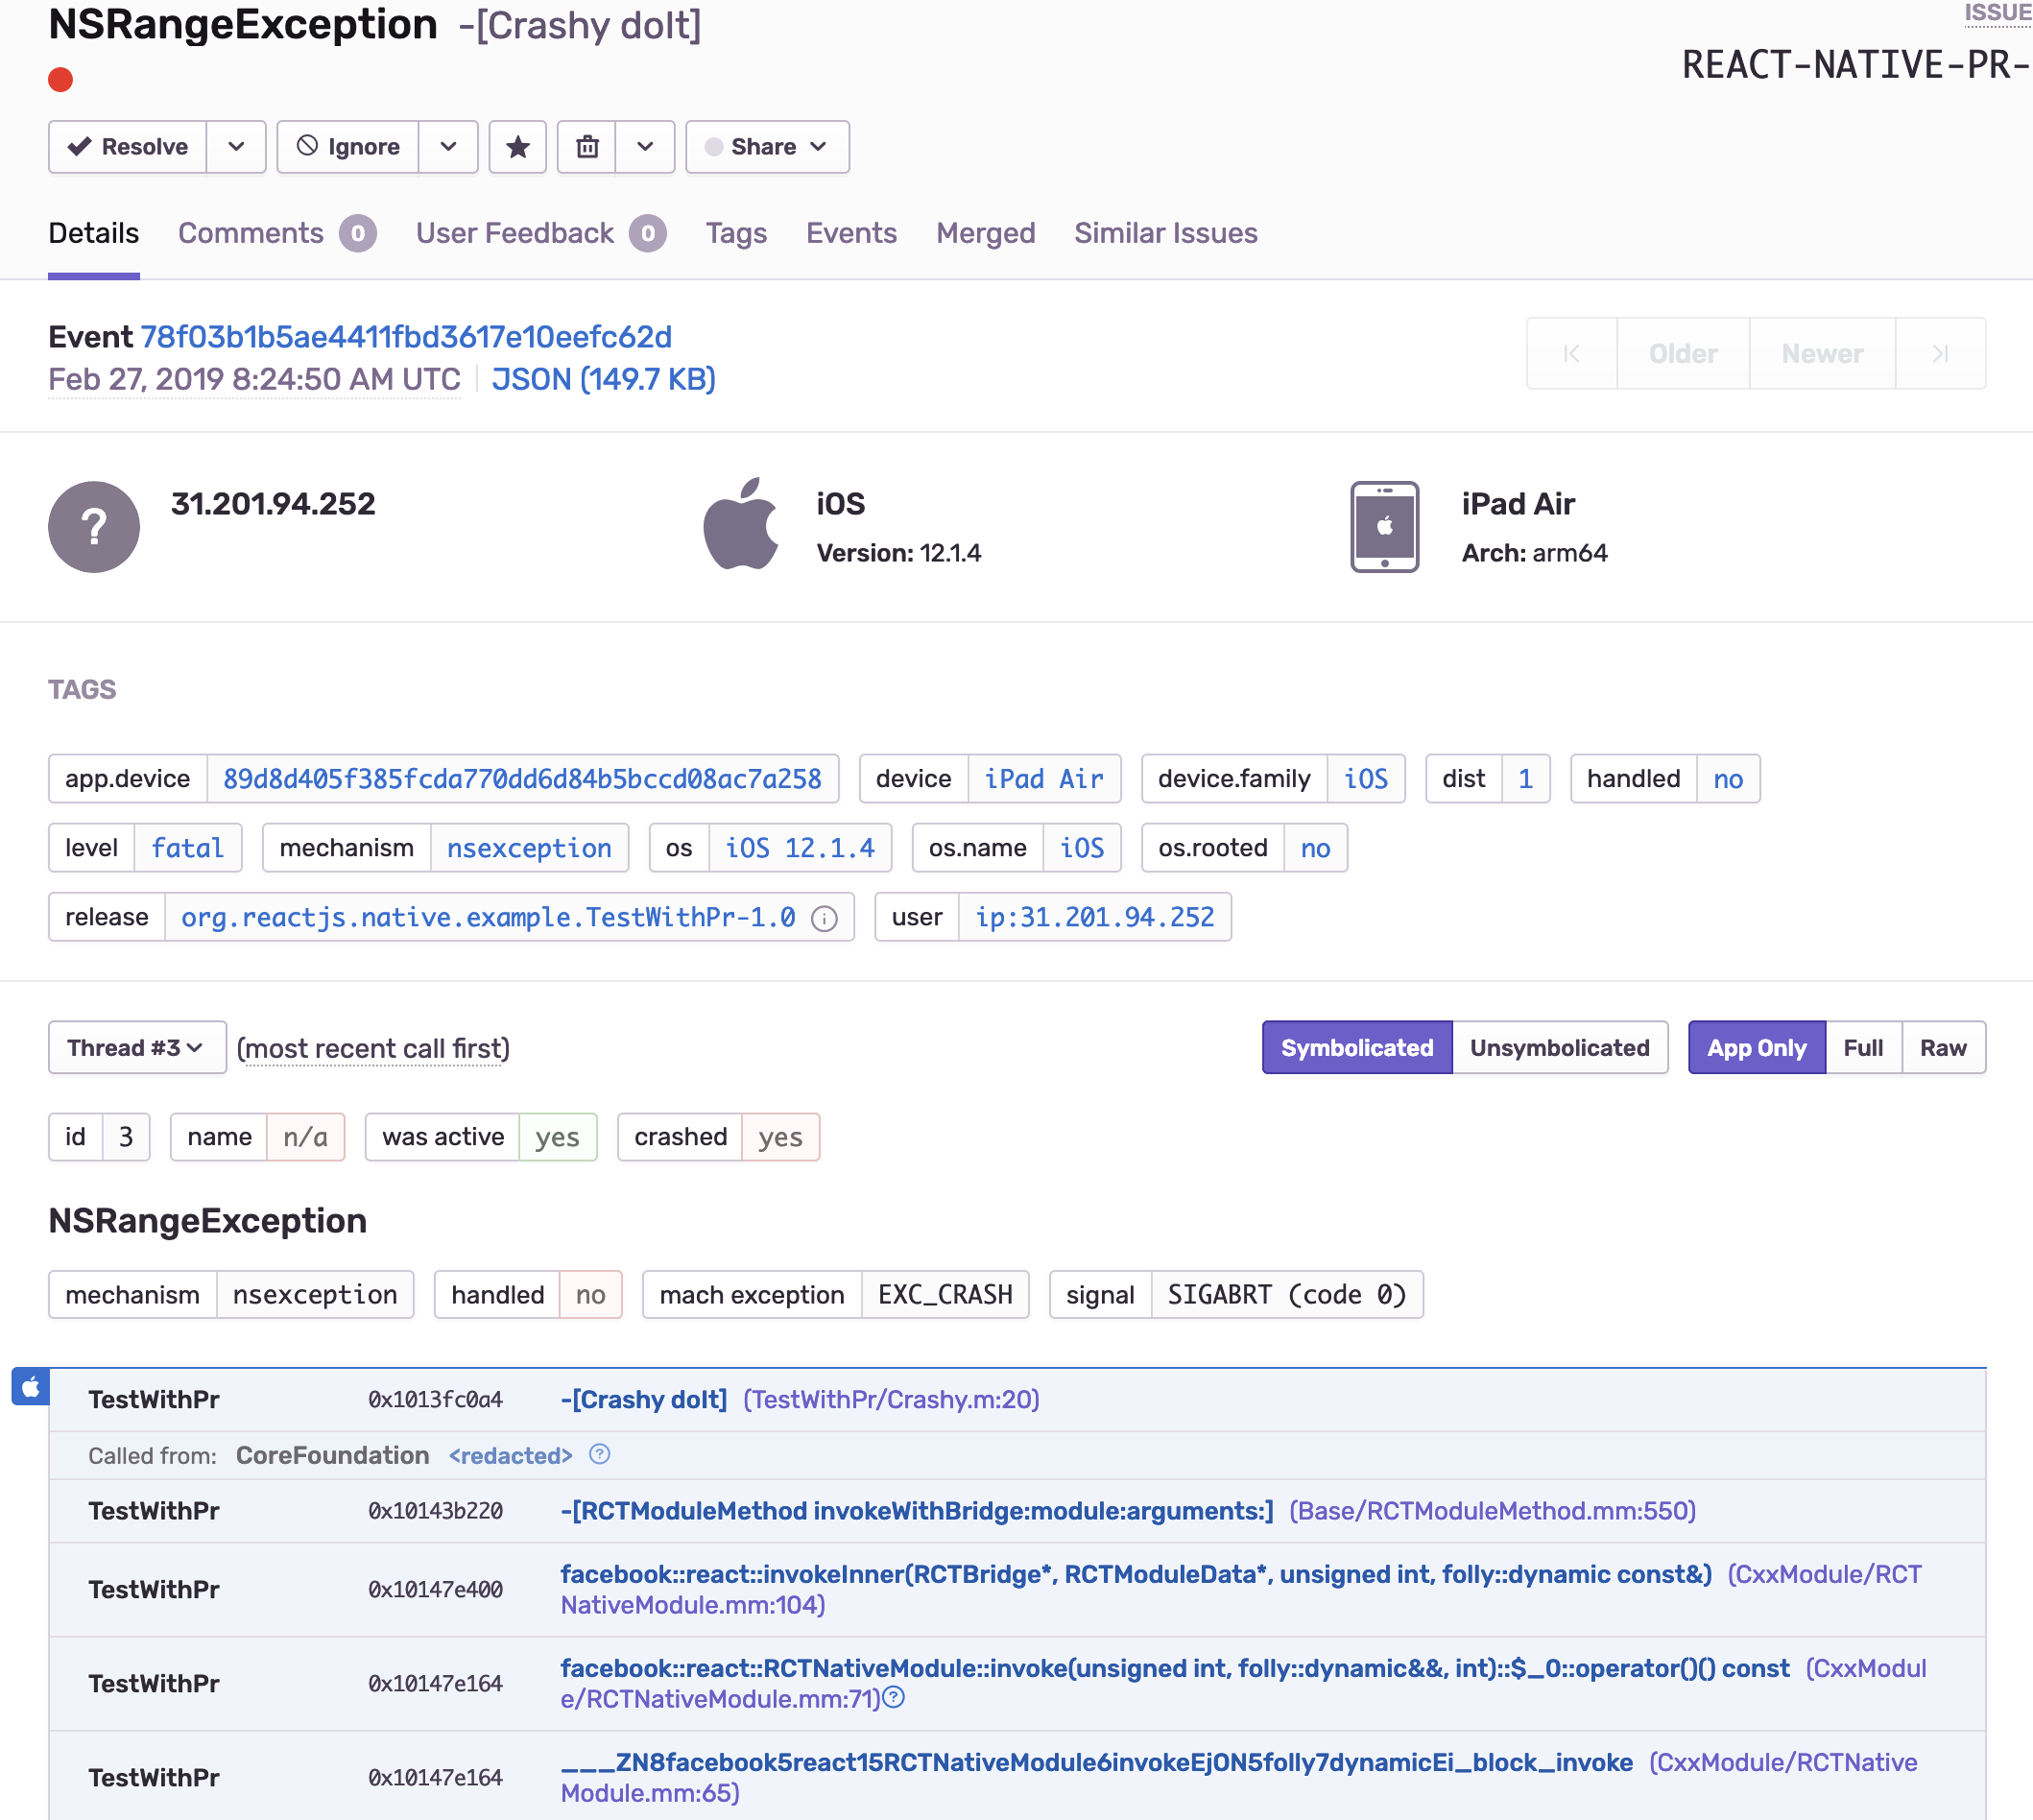 NSRangeException -[Crashy doIt]
ISSUE
REACT-NATIVE-PR-
Resolve
Ignore
Share
Details Comments 0 User Feedback 0 Tags Events Merged Similar Issues
Event 78f03b1b5ae4411fbd3617e10eefc62d
Feb 27, 2019 8:24:50 AM UTC JSON (149.7 KB)
Older Newer
? 31.201.94.252
iOS
Version: 12.1.4
iPad Air
Arch: arm64
TAGS
app.device 89d8d405f385fcda770dd6d84b5bccd08ac7a258 device iPad Air device.family iOS dist 1 handled no
level fatal mechanism nsexception os iOS 12.1.4 os.name iOS os.rooted no
release org.reactjs.native.example.TestWithPr-1.0 user ip:31.201.94.252
Thread #3 (most recent call first) Symbolicated Unsymbolicated App Only Full Raw
id 3 name n/a was active yes crashed yes
NSRangeException
mechanism nsexception handled no mach exception EXC_CRASH signal SIGABRT (code 0)
TestWithPr 0x1013fc0a4 -[Crashy doIt] (TestWithPr/Crashy.m:20)
Called from: CoreFoundation <redacted> ?
TestWithPr 0x10143b220 -[RCTModuleMethod invokeWithBridge:module:arguments:] (Base/RCTModuleMethod.mm:550)
TestWithPr 0x10147e400 facebook::react::invokeInner(RCTBridge*, RCTModuleData*, unsigned int, folly::dynamic const&) (CxxModule/RCT
NativeModule.mm:104)
TestWithPr 0x10147e164 facebook::react::RCTNativeModule::invoke(unsigned int, folly::dynamic&&, int)::$_0::operator()() const (CxxModul
e/RCTNativeModule.mm:71) ?
TestWithPr 0x10147e164 ___ZN8facebook5react15RCTNativeModule6invokeEjON5folly7dynamicEi_block_invoke (CxxModule/RCTNative
Module.mm:65)